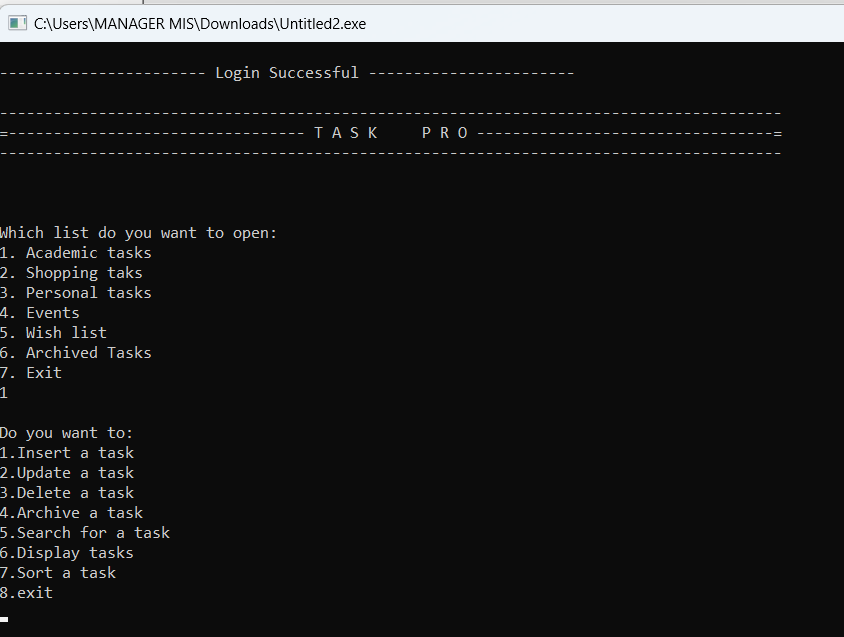 C:\Users\MANAGER MIS\Downloads\Untitled2.exe
----------------------- Login Successful -----------------------
---------------------------------------------------------------------------------------
=--------------------------------- T A S K     P R O ---------------------------------=
---------------------------------------------------------------------------------------
Which list do you want to open:
1. Academic tasks
2. Shopping taks
3. Personal tasks
4. Events
5. Wish list
6. Archived Tasks
7. Exit
1
Do you want to:
1.Insert a task
2.Update a task
3.Delete a task
4.Archive a task
5.Search for a task
6.Display tasks
7.Sort a task
8.exit